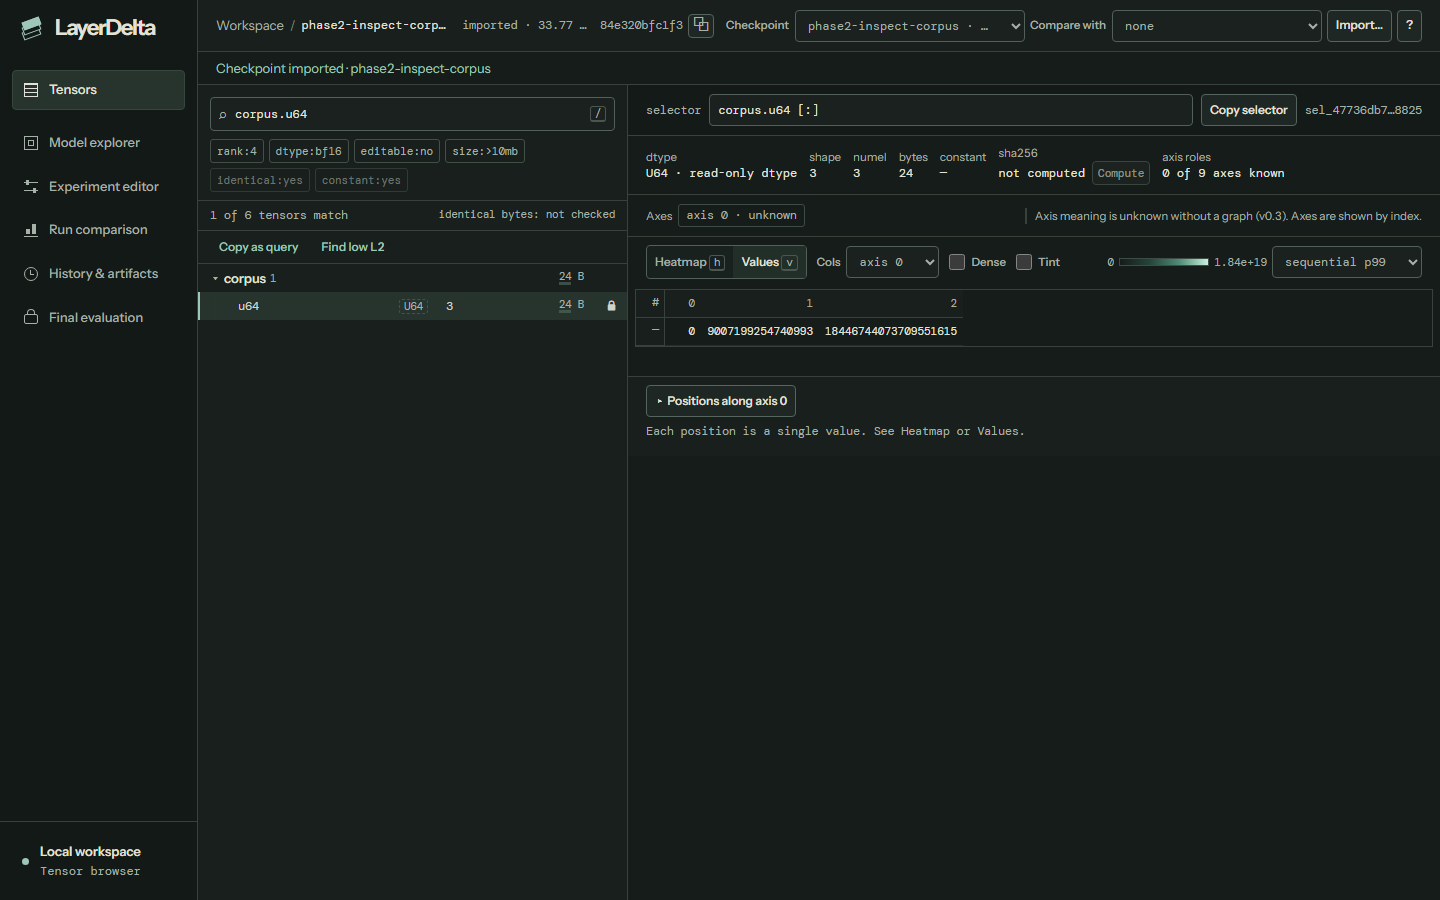 LayerDelta
Workspace / phase2-inspect-corp… imported · 33.77 … 84e320bfc1f3 Checkpoint phase2-inspect-corpus · … Compare with none Import… ?
Checkpoint imported · phase2-inspect-corpus
Tensors
Model explorer
Experiment editor
Run comparison
History & artifacts
Final evaluation
Local workspace
Tensor browser
corpus.u64 /
rank:4 dtype:bf16 editable:no size:>10mb
identical:yes constant:yes
1 of 6 tensors match identical bytes: not checked
Copy as query Find low L2
corpus 1 24 B
u64 U64 3 24 B
selector corpus.u64 [:] Copy selector sel_47736db7…8825
dtype shape numel bytes constant sha256 axis roles
U64 · read-only dtype 3 3 24 — not computed Compute 0 of 9 axes known
Axes axis 0 · unknown Axis meaning is unknown without a graph (v0.3). Axes are shown by index.
Heatmap h Values v Cols axis 0 Dense Tint 0 1.84e+19 sequential p99
# 0 1 2
— 0 9007199254740993 18446744073709551615
Positions along axis 0
Each position is a single value. See Heatmap or Values.